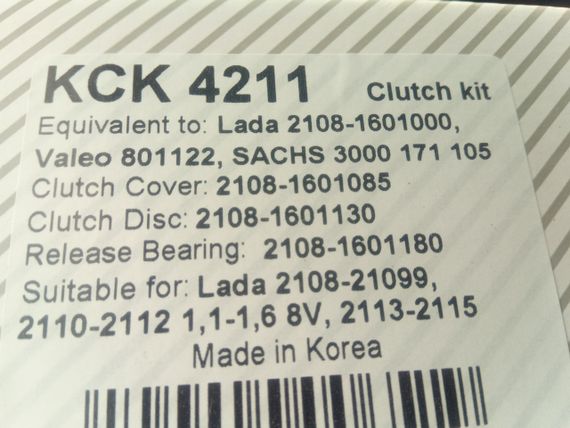 KCK 4211 Clutch kit
Equivalent to: Lada 2108-1601000,
Valeo 801122, SACHS 3000 171 105
Clutch Cover: 2108-1601085
Clutch Disc: 2108-1601130
Release Bearing: 2108-1601180
Suitable for: Lada 2108-21099,
2110-2112 1,1-1,6 8V, 2113-2115
Made in Korea